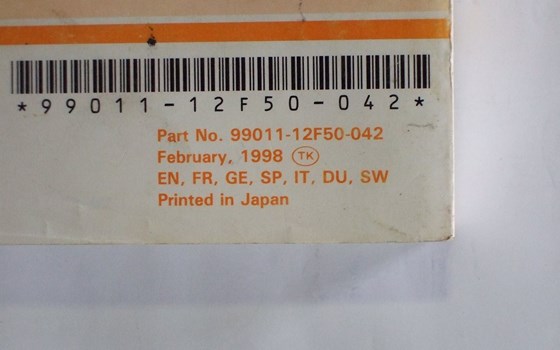 *99011-12F50-042*
Part No. 99011-12F50-042
February, 1998 TK
EN, FR, GE, SP, IT, DU, SW
Printed in Japan